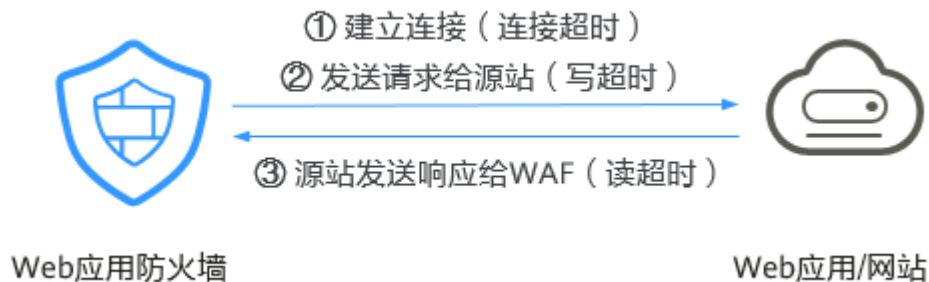 ① 建立连接（连接超时）
② 发送请求给源站（写超时）
③ 源站发送响应给WAF（读超时）
Web应用防火墙
Web应用/网站